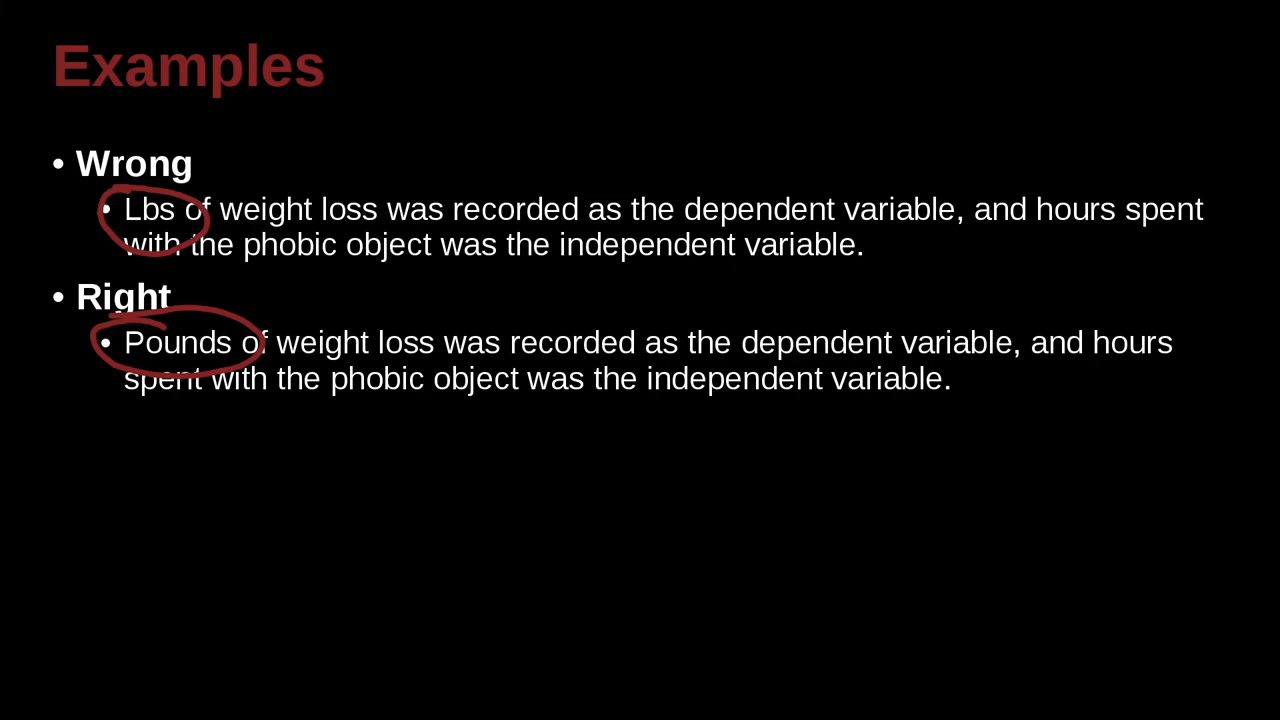 Examples
• Wrong
• Lbs of weight loss was recorded as the dependent variable, and hours spent
with the phobic object was the independent variable.
• Right
• Pounds of weight loss was recorded as the dependent variable, and hours
spent with the phobic object was the independent variable.